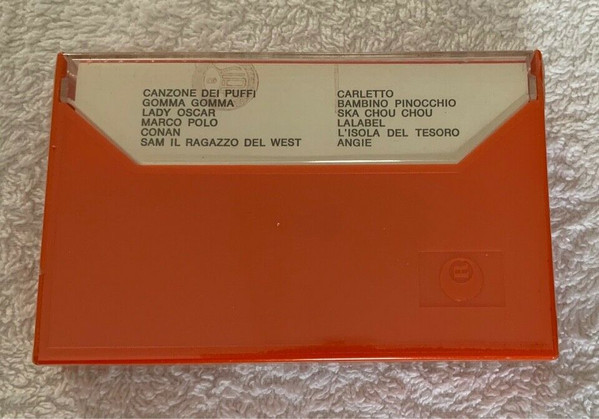 CANZONE DEI PUFFI
GOMMA GOMMA
LADY OSCAR
MARCO POLO
CONAN
SAM IL RAGAZZO DEL WEST
CARLETTO
BAMBINO PINOCCHIO
SKA CHOU CHOU
LALABEL
L'ISOLA DEL TESORO
ANGIE